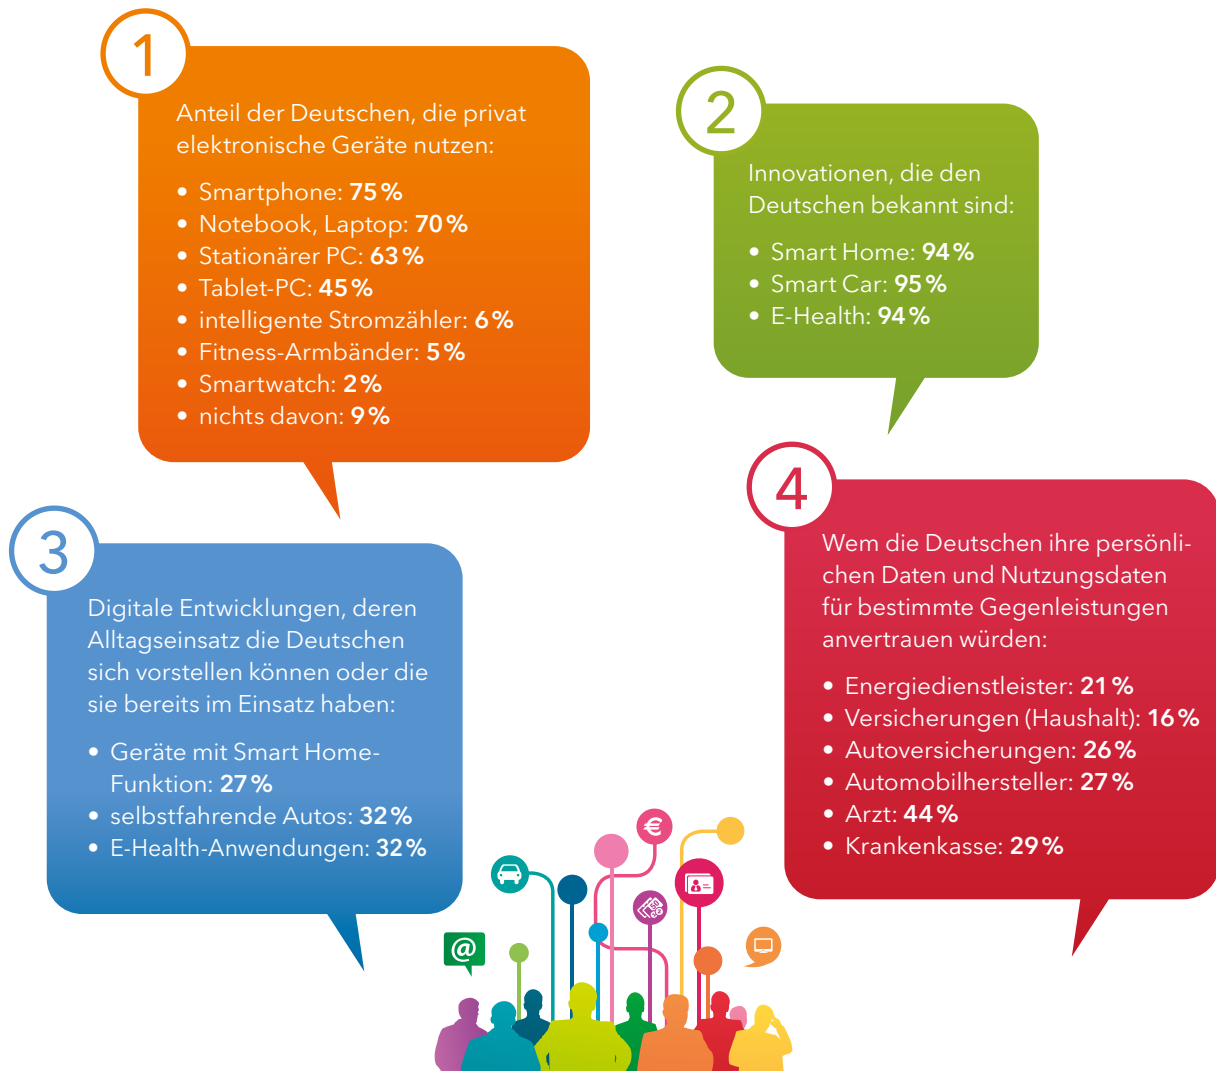 1
Anteil der Deutschen, die privat
elektronische Geräte nutzen:
• Smartphone: 75 %
• Notebook, Laptop: 70 %
• Stationärer PC: 63 %
• Tablet-PC: 45 %
• intelligente Stromzähler: 6 %
• Fitness-Armbänder: 5 %
• Smartwatch: 2 %
• nichts davon: 9 %
2
Innovationen, die den
Deutschen bekannt sind:
• Smart Home: 94 %
• Smart Car: 95 %
• E-Health: 94 %
3
Digitale Entwicklungen, deren
Alltagseinsatz die Deutschen
sich vorstellen können oder die
sie bereits im Einsatz haben:
• Geräte mit Smart Home-
Funktion: 27 %
• selbstfahrende Autos: 32 %
• E-Health-Anwendungen: 32 %
4
Wem die Deutschen ihre persönli-
chen Daten und Nutzungsdaten
für bestimmte Gegenleistungen
anvertrauen würden:
• Energiedienstleister: 21 %
• Versicherungen (Haushalt): 16 %
• Autoversicherungen: 26 %
• Automobilhersteller: 27 %
• Arzt: 44 %
• Krankenkasse: 29 %
€
@